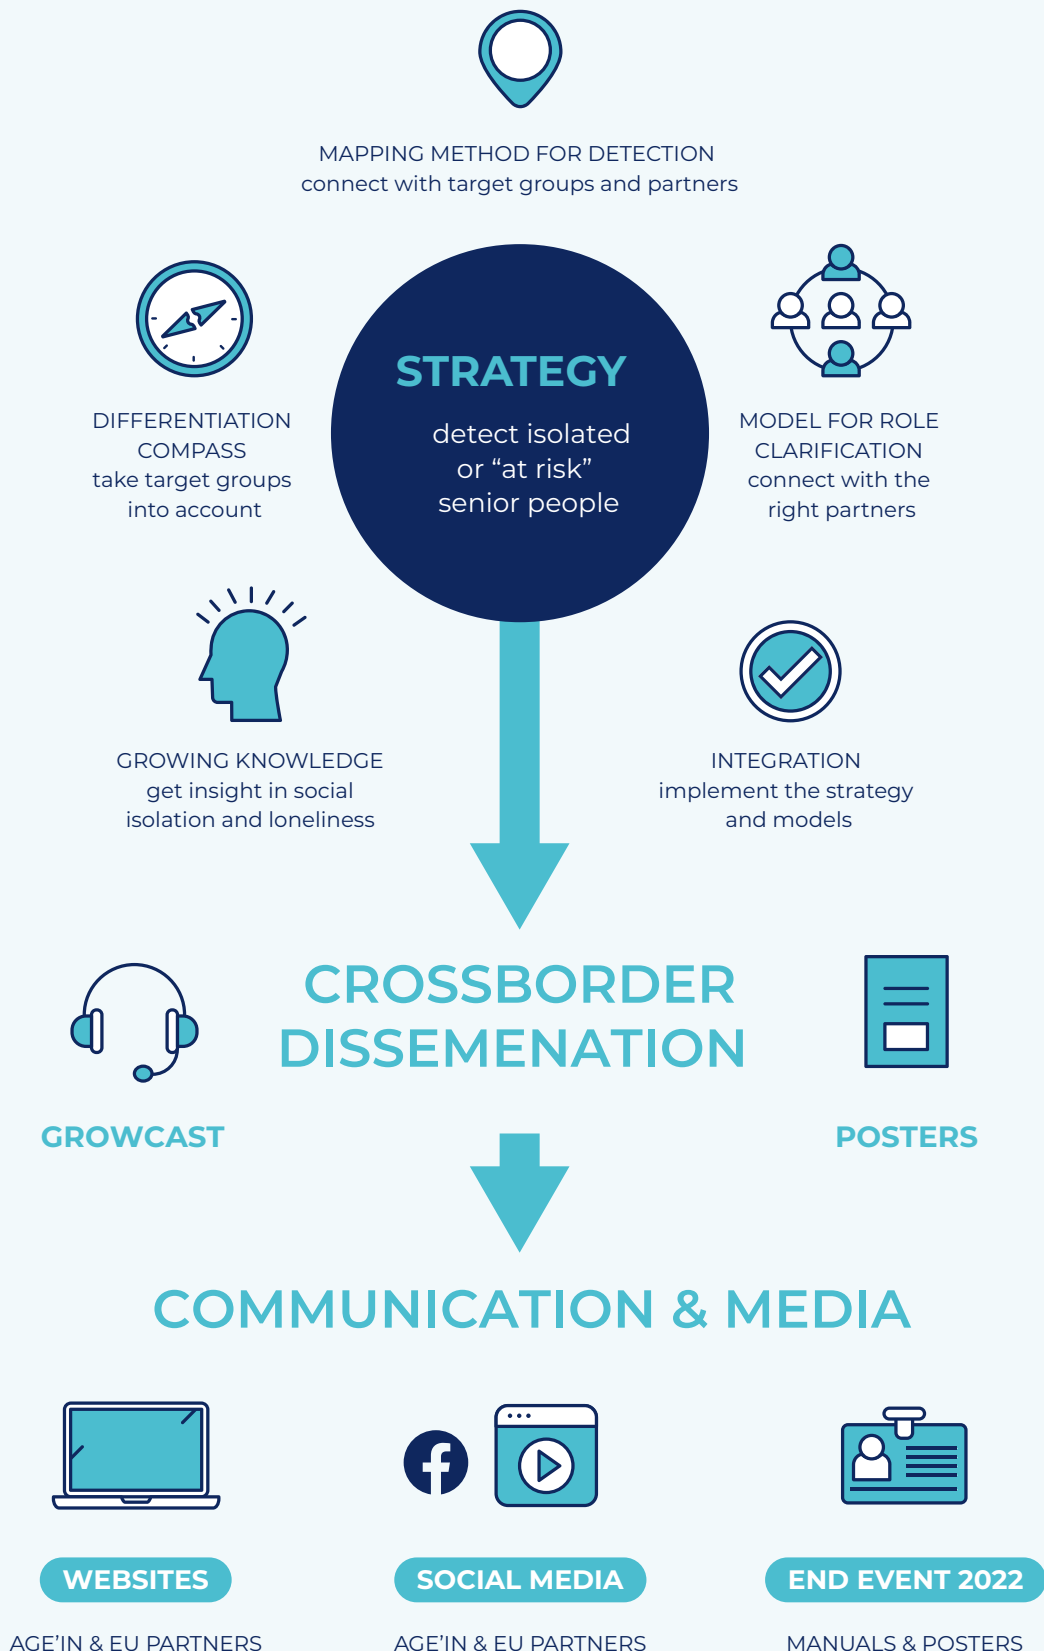 MAPPING METHOD FOR DETECTION
connect with target groups and partners
STRATEGY
detect isolated
or “at risk”
senior people
DIFFERENTIATION
COMPASS
take target groups
into account
MODEL FOR ROLE
CLARIFICATION
connect with the
right partners
GROWING KNOWLEDGE
get insight in social
isolation and loneliness
INTEGRATION
implement the strategy
and models
CROSSBORDER
DISSEMENATION
GROWCAST
POSTERS
COMMUNICATION & MEDIA
WEBSITES
AGE’IN & EU PARTNERS
SOCIAL MEDIA
AGE’IN & EU PARTNERS
END EVENT 2022
MANUALS & POSTERS